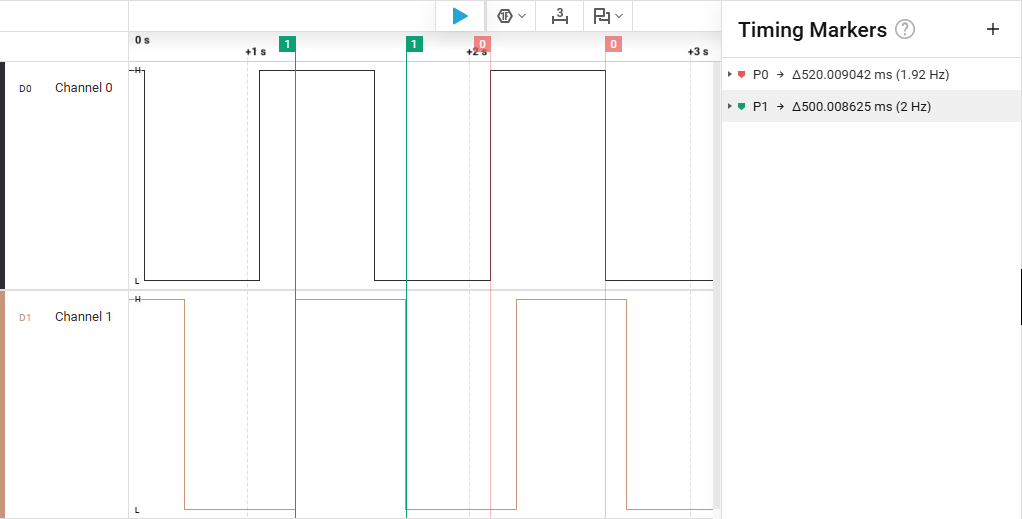 3
Timing Markers ?
0 s
+1 s
1
1
0
+2 s
0
+3 s
P0 → Δ520.009042 ms (1.92 Hz)
P1 → Δ500.008625 ms (2 Hz)
H
D0 Channel 0
L
H
D1 Channel 1
L